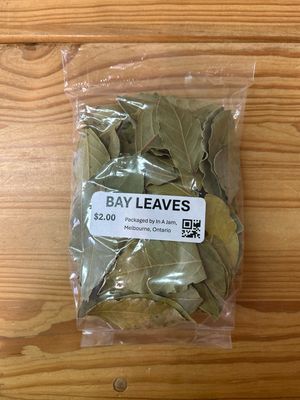 BAY LEAVES
$2.00 Packaged by In A Jam,
Melbourne, Ontario